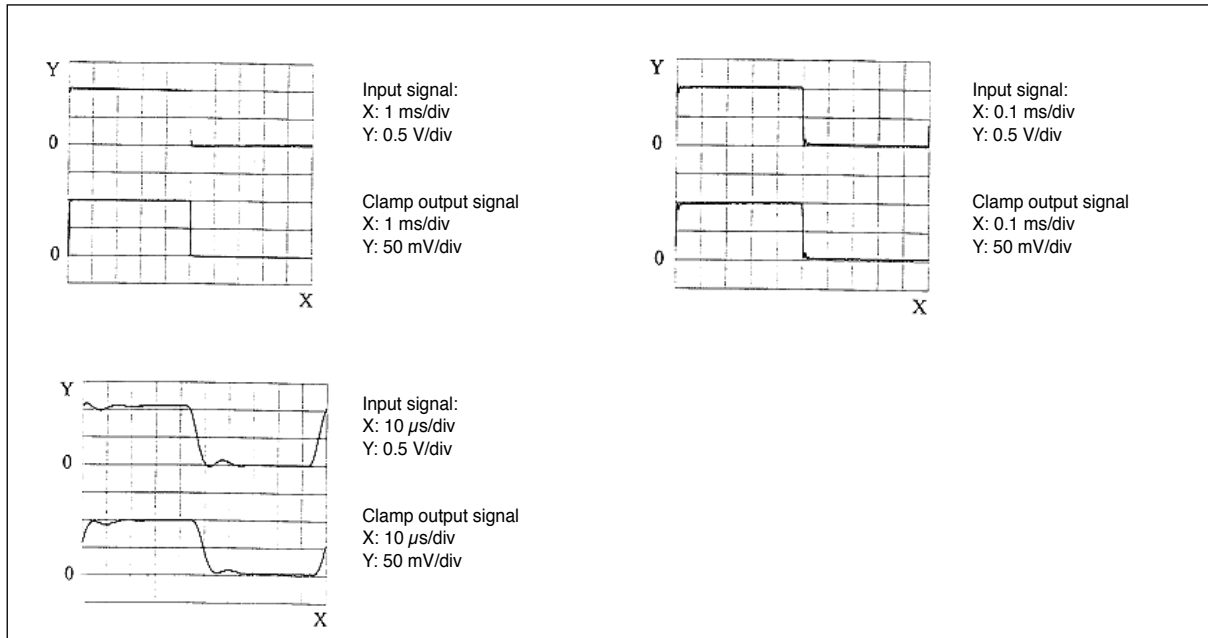 Y
0
0
X
Input signal:
X: 1 ms/div
Y: 0.5 V/div
Clamp output signal
X: 1 ms/div
Y: 50 mV/div
Y
0
0
X
Input signal:
X: 0.1 ms/div
Y: 0.5 V/div
Clamp output signal
X: 0.1 ms/div
Y: 50 mV/div
Y
0
0
X
Input signal:
X: 10 µs/div
Y: 0.5 V/div
Clamp output signal
X: 10 µs/div
Y: 50 mV/div